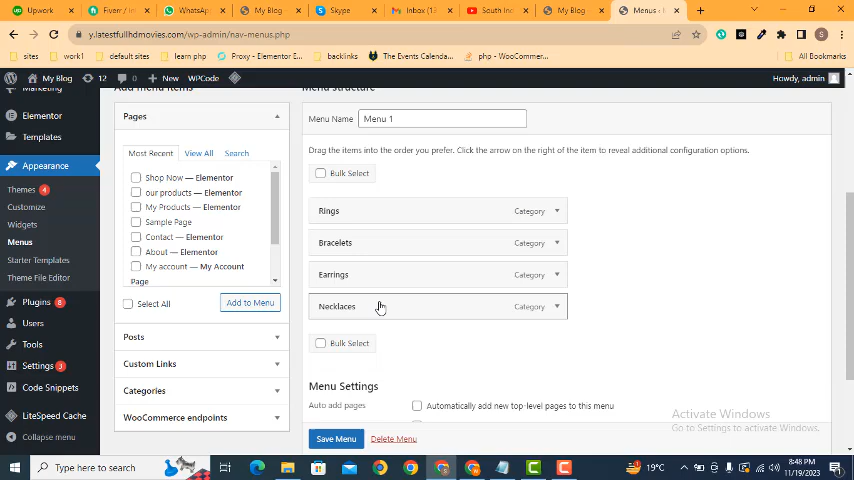 Upwork
Fiverr /
WhatsApp
My Blog
Skype
Inbox (13
South Ind
My Blog
Menus ‹
y.latestfullhdmovies.com/wp-admin/nav-menus.php
sites
work1
default sites
learn php
Proxy - Elementor E...
backlinks
The Events Calenda...
php - WooCommer...
All Bookmarks
My Blog
12
0
New
WPCode
Howdy, admin
Marketing
Elementor
Templates
Appearance
Themes 4
Customize
Widgets
Menus
Starter Templates
Theme File Editor
Plugins 8
Users
Tools
Settings 3
Code Snippets
LiteSpeed Cache
Collapse menu
Add menu items
Pages
Most Recent
View All
Search
Shop Now — Elementor
our products — Elementor
My Products — Elementor
Sample Page
Contact — Elementor
About — Elementor
My account — My Account
Page
Select All
Add to Menu
Posts
Custom Links
Categories
WooCommerce endpoints
Menu structure
Menu Name
Menu 1
Drag the items into the order you prefer. Click the arrow on the right of the item to reveal additional configuration options.
Bulk Select
Rings
Category
Bracelets
Category
Earrings
Category
Necklaces
Category
Bulk Select
Menu Settings
Auto add pages
Automatically add new top-level pages to this menu
Save Menu
Delete Menu
Activate Windows
Go to Settings to activate Windows.
Type here to search
19°C
8:48 PM
11/19/2023